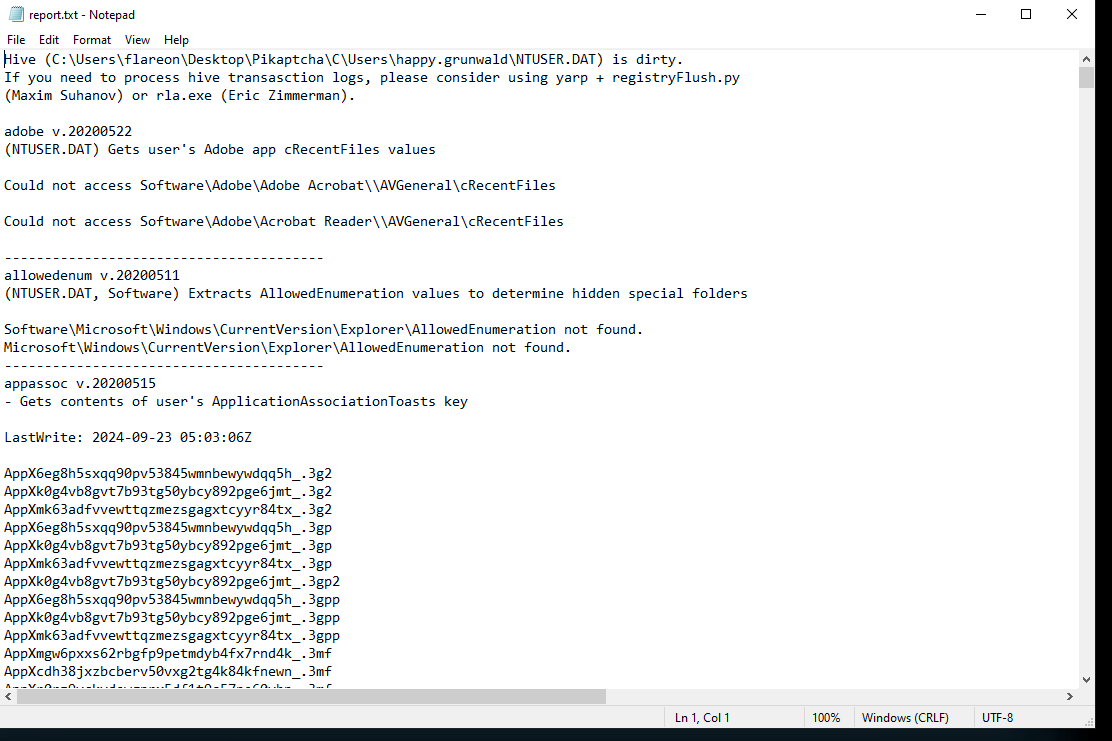 report.txt - Notepad
File Edit Format View Help
Hive (C:\Users\flareon\Desktop\Pikaptcha\C\Users\happy.grunwald\NTUSER.DAT) is dirty.
If you need to process hive transasction logs, please consider using yarp + registryFlush.py
(Maxim Suhanov) or rla.exe (Eric Zimmerman).
adobe v.20200522
(NTUSER.DAT) Gets user's Adobe app cRecentFiles values
Could not access Software\Adobe\Adobe Acrobat\\AVGeneral\cRecentFiles
Could not access Software\Adobe\Acrobat Reader\\AVGeneral\cRecentFiles
----------------------------------------
allowedenum v.20200511
(NTUSER.DAT, Software) Extracts AllowedEnumeration values to determine hidden special folders
Software\Microsoft\Windows\CurrentVersion\Explorer\AllowedEnumeration not found.
Microsoft\Windows\CurrentVersion\Explorer\AllowedEnumeration not found.
----------------------------------------
appassoc v.20200515
- Gets contents of user's ApplicationAssociationToasts key
LastWrite: 2024-09-23 05:03:06Z
AppX6eg8h5sxqq90pv53845wmnbewywdqq5h_.3g2
AppXk0g4vb8gvt7b93tg50ybcy892pge6jmt_.3g2
AppXmk63adfvvewttqzmezsgagxtcyyr84tx_.3g2
AppX6eg8h5sxqq90pv53845wmnbewywdqq5h_.3gp
AppXk0g4vb8gvt7b93tg50ybcy892pge6jmt_.3gp
AppXmk63adfvvewttqzmezsgagxtcyyr84tx_.3gp
AppXk0g4vb8gvt7b93tg50ybcy892pge6jmt_.3gp2
AppX6eg8h5sxqq90pv53845wmnbewywdqq5h_.3gpp
AppXk0g4vb8gvt7b93tg50ybcy892pge6jmt_.3gpp
AppXmk63adfvvewttqzmezsgagxtcyyr84tx_.3gpp
AppXmgw6pxxs62rbgfp9petmdyb4fx7rnd4k_.3mf
AppXcdh38jxzbcberv50vxg2tg4k84kfnewn_.3mf
Ln 1, Col 1 100% Windows (CRLF) UTF-8